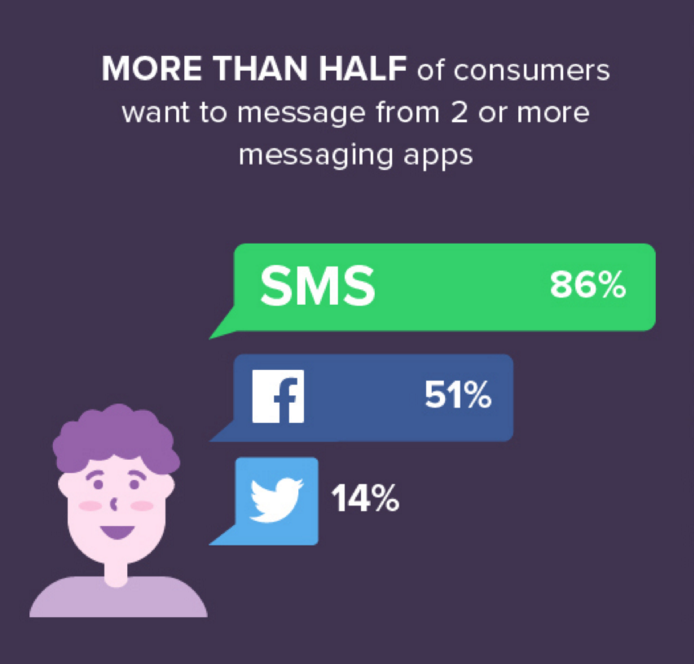 MORE THAN HALF of consumers
want to message from 2 or more
messaging apps
SMS 86%
51%
14%